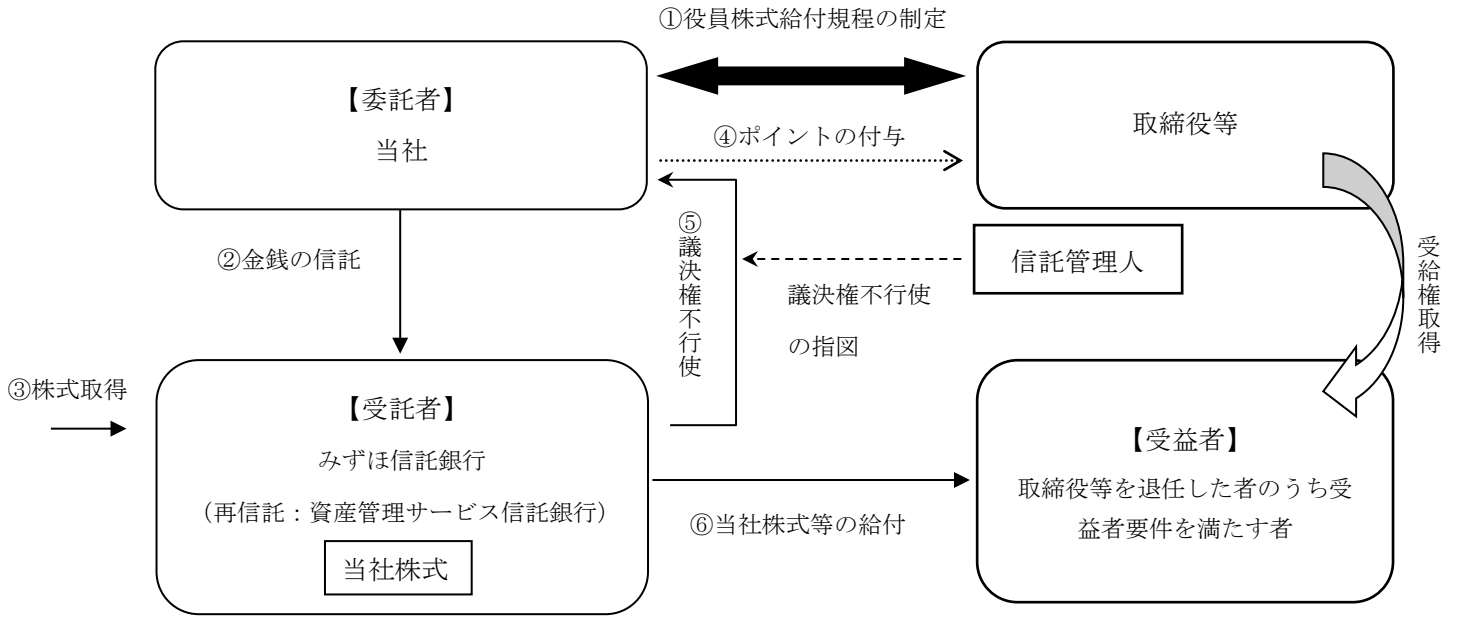 ①役員株式給付規程の制定
【委託者】
当社
取締役等
④ポイントの付与
②金銭の信託
⑤議決権不行使
信託管理人
議決権不行使
の指図
受給権取得
③株式取得
【受託者】
みずほ信託銀行
（再信託：資産管理サービス信託銀行）
当社株式
⑥当社株式等の給付
【受益者】
取締役等を退任した者のうち受
益者要件を満たす者